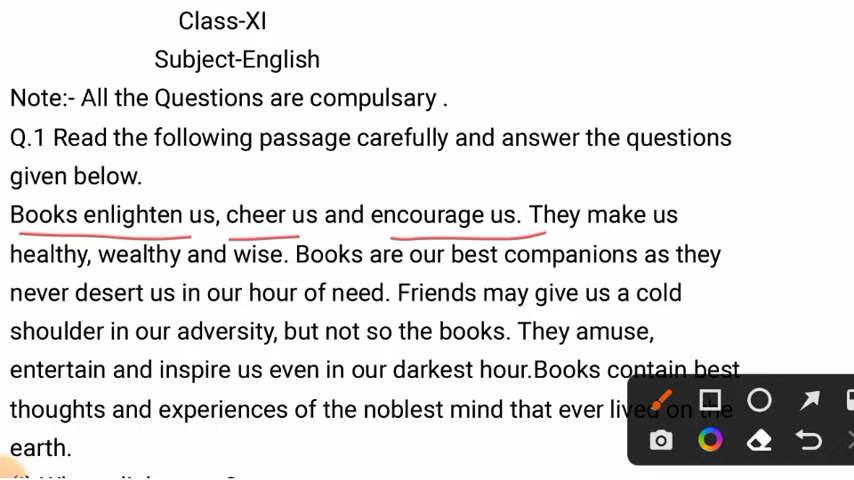 Class-XI
Subject-English
Note:- All the Questions are compulsary .
Q.1 Read the following passage carefully and answer the questions
given below.
Books enlighten us, cheer us and encourage us. They make us
healthy, wealthy and wise. Books are our best companions as they
never desert us in our hour of need. Friends may give us a cold
shoulder in our adversity, but not so the books. They amuse,
entertain and inspire us even in our darkest hour.Books contain best
thoughts and experiences of the noblest mind that ever lived on the
earth.